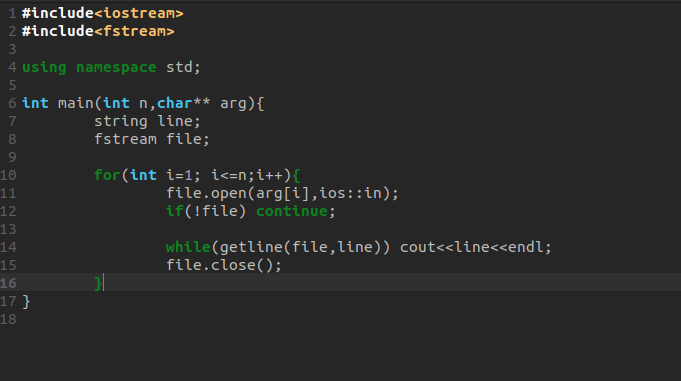 1 #include<iostream>
2 #include<fstream>
3
4 using namespace std;
5
6 int main(int n,char** arg){
7         string line;
8         fstream file;
9
10         for(int i=1; i<=n;i++){
11                 file.open(arg[i],ios::in);
12                 if(!file) continue;
13
14                 while(getline(file,line)) cout<<line<<endl;
15                 file.close();
16         }
17 }
18